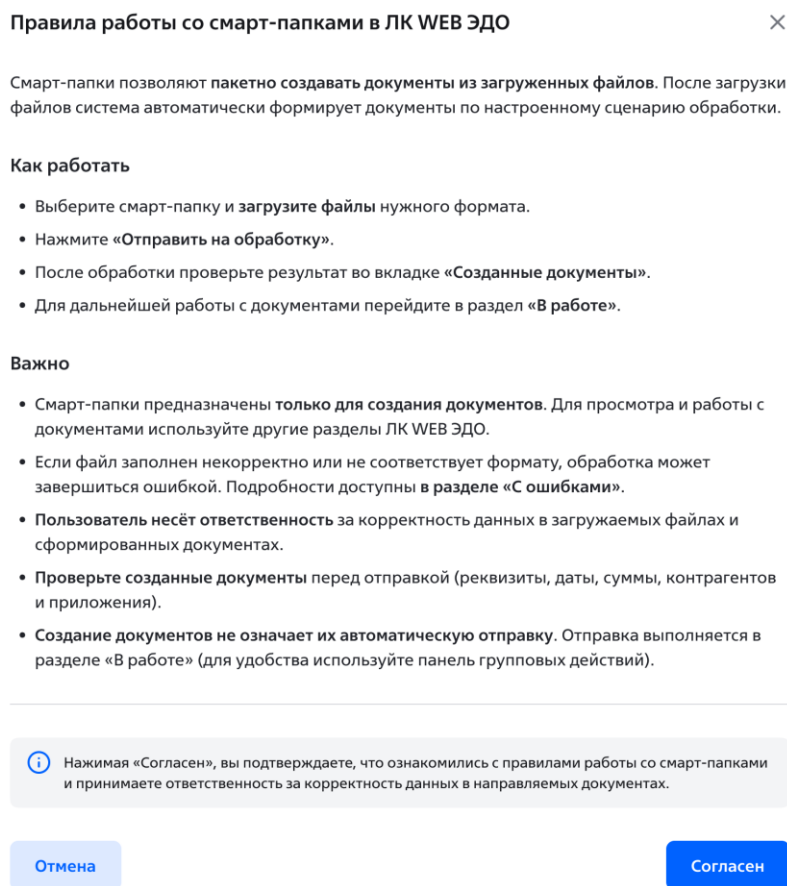 Правила работы со смарт-папками в ЛК WEB ЭДО
Смарт-папки позволяют пакетно создавать документы из загруженных файлов. После загрузки
файлов система автоматически формирует документы по настроенному сценарию обработки.
Как работать
• Выберите смарт-папку и загрузите файлы нужного формата.
• Нажмите «Отправить на обработку».
• После обработки проверьте результат во вкладке «Созданные документы».
• Для дальнейшей работы с документами перейдите в раздел «В работе».
Важно
• Смарт-папки предназначены только для создания документов. Для просмотра и работы с
документами используйте другие разделы ЛК WEB ЭДО.
• Если файл заполнен некорректно или не соответствует формату, обработка может
завершиться ошибкой. Подробности доступны в разделе «С ошибками».
• Пользователь несёт ответственность за корректность данных в загружаемых файлах и
сформированных документах.
• Проверьте созданные документы перед отправкой (реквизиты, даты, суммы, контрагентов
и приложения).
• Создание документов не означает их автоматическую отправку. Отправка выполняется в
разделе «В работе» (для удобства используйте панель групповых действий).
Нажимая «Согласен», вы подтверждаете, что ознакомились с правилами работы со смарт-папками
и принимаете ответственность за корректность данных в направляемых документах.
Отмена
Согласен